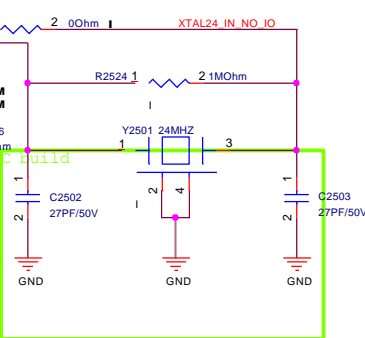 2 0Ohm I XTAL24_IN_NO_IO
R2524 1 2 1MOhm
M
M
I
6
Y2501 24MHZ
1 3
C build
2 4
1
C2502
27PF/50V
2
I
1
C2503
27PF/50V
2
GND GND GND